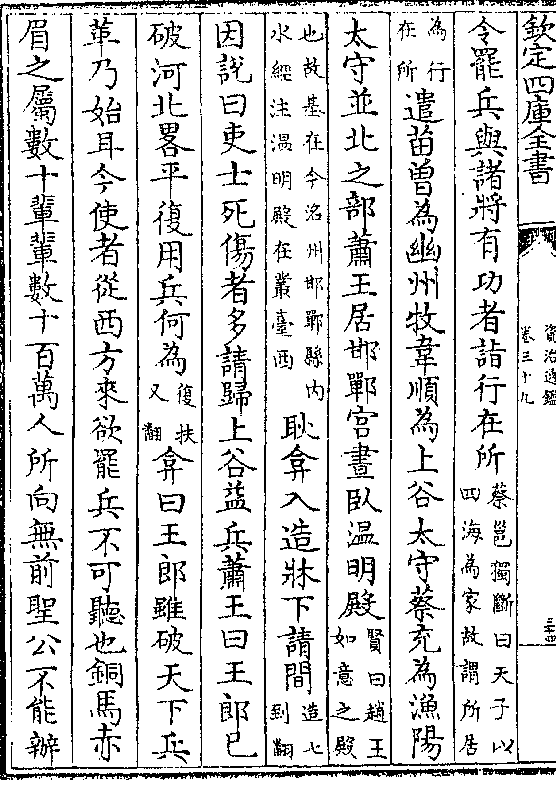 欽定四庫全書
資治通鑑
卷三十九
三十四
令罷兵與諸將有功者詣行在所蔡邕獨斷曰天子以四海為家故謂所居
為行在所遣苗曾為幽州牧韋順為上谷太守蔡充為漁陽
太守並北之部蕭王居邯鄲宫晝臥温明殿賢曰趙王如意之殿
也故基在今洺州邯鄲縣内水經注温明殿在叢臺西耿弇入造牀下請間造七到翻
因説曰吏士死傷者多請歸上谷益兵蕭王曰王郎已
破河北畧平復用兵何為復扶又翻弇曰王郎雖破天下兵
革乃始耳今使者從西方來欲罷兵不可聽也銅馬赤
眉之屬數十輩輩數十百萬人所向無前聖公不能辦